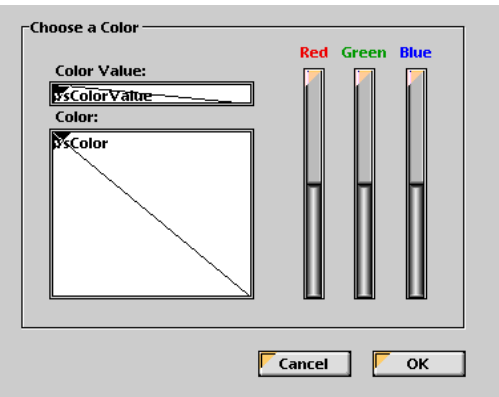 Choose a Color
Red Green Blue
Color Value:
vsColorValue
Color:
vsColor
Cancel
OK